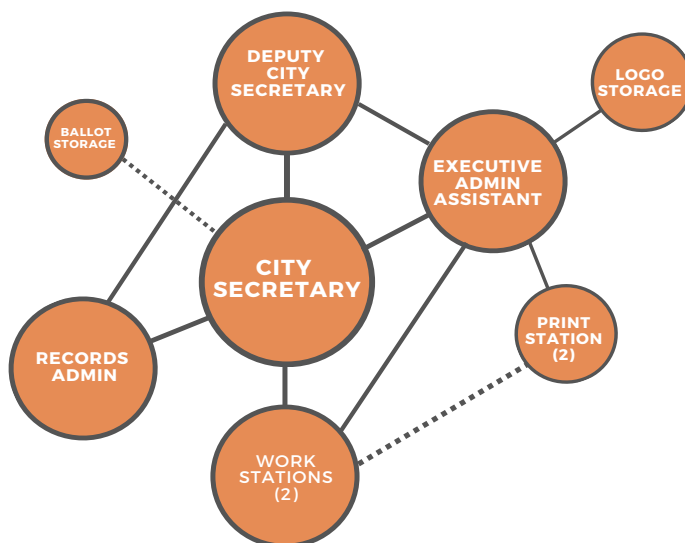 DEPUTY
CITY
SECRETARY
LOGO
STORAGE
BALLOT
STORAGE
EXECUTIVE
ADMIN
ASSISTANT
CITY
SECRETARY
PRINT
STATION
(2)
RECORDS
ADMIN
WORK
STATIONS
(2)